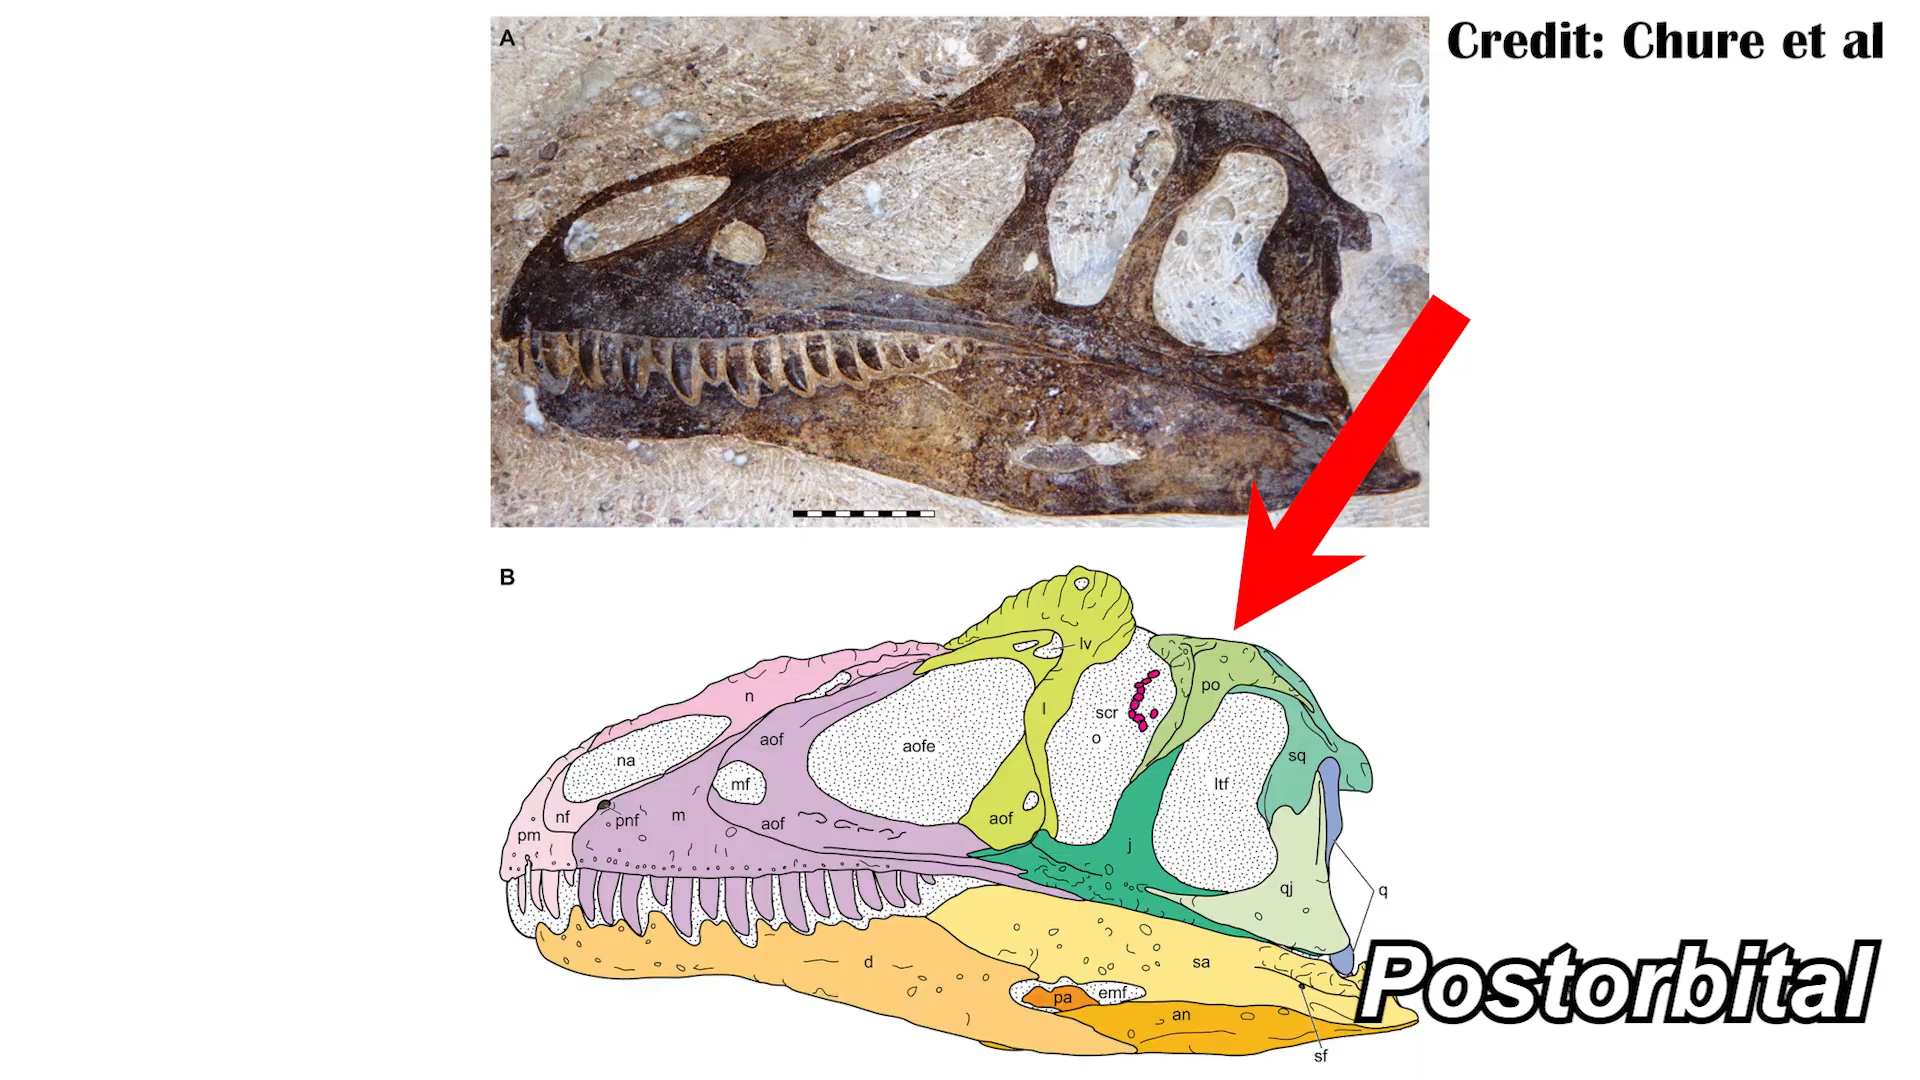 A
Credit: Chure et al
B
lv
n
po
l
scr
aof
o
aofe
na
sq
mf
ltf
nf
pnf
m
aof
aof
pm
j
qj
q
d
sa
pa
emf
an
sf
Postorbital